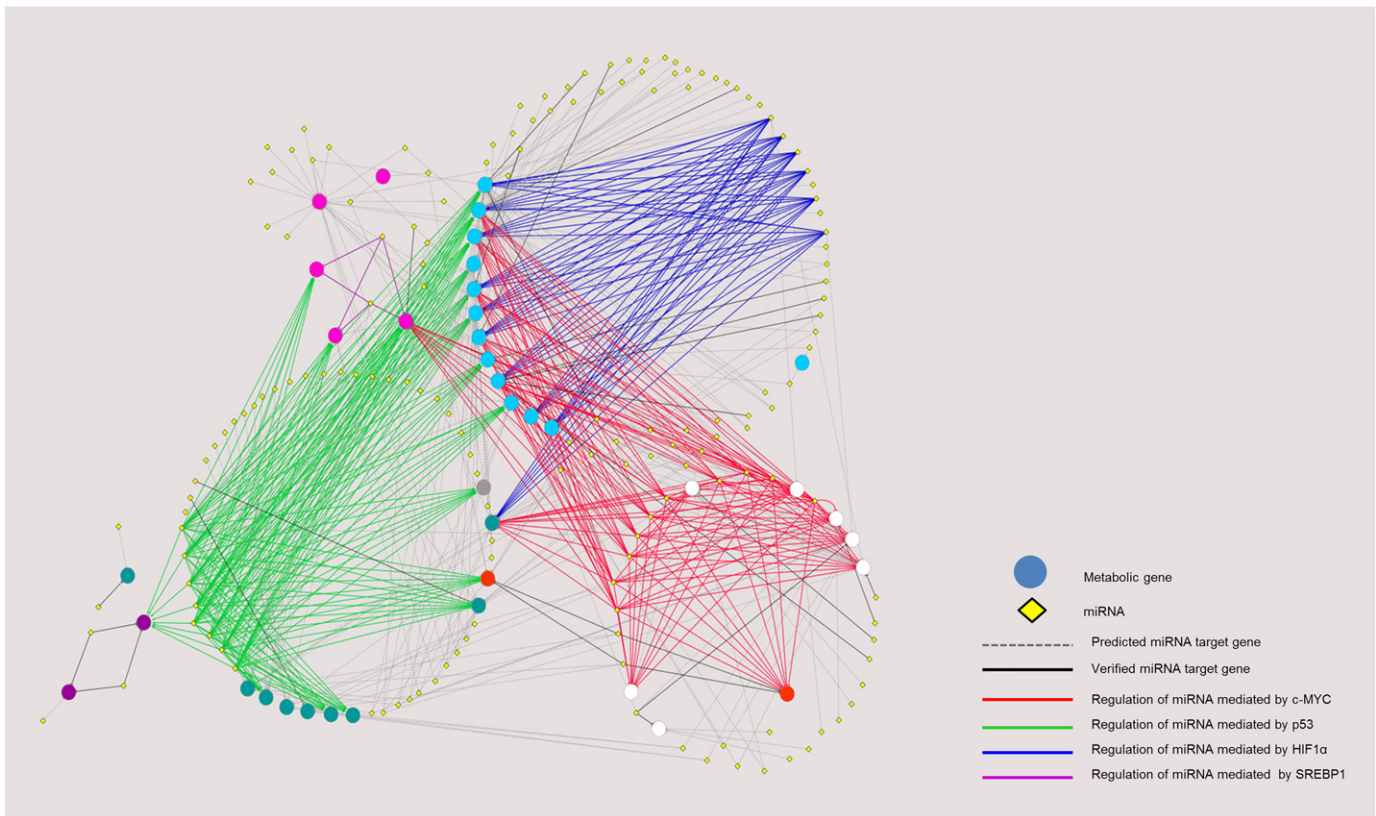 Metabolic gene
miRNA
Predicted miRNA target gene
Verified miRNA target gene
Regulation of miRNA mediated by c-MYC
Regulation of miRNA mediated by p53
Regulation of miRNA mediated by HIF1α
Regulation of miRNA mediated by SREBP1